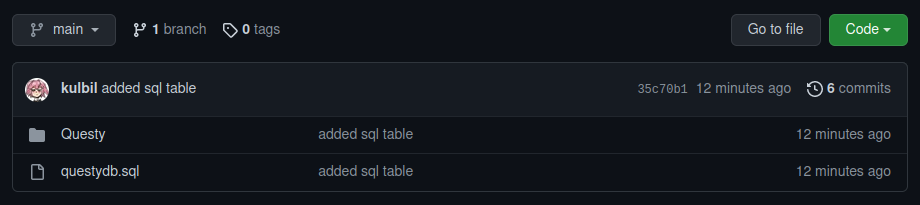 main 1 branch 0 tags Go to file Code
kulbil added sql table 35c70b1 12 minutes ago 6 commits
Questy added sql table 12 minutes ago
questydb.sql added sql table 12 minutes ago